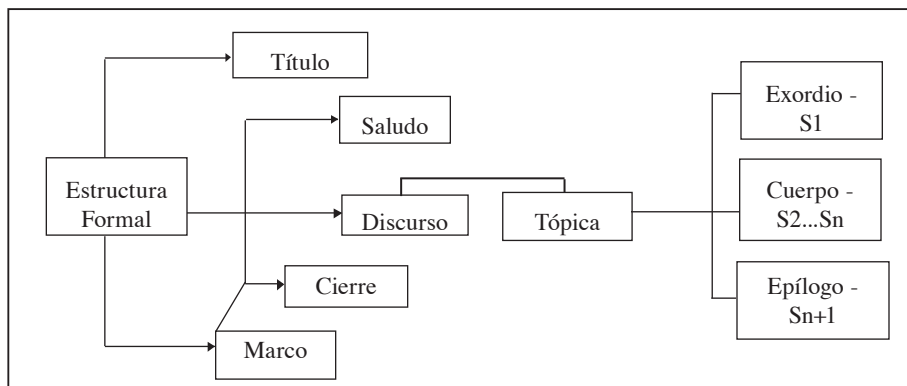 Título
Saludo
Exordio -
S1
Estructura
Formal
Discurso
Tópica
Cuerpo -
S2...Sn
Cierre
Epílogo -
Sn+1
Marco